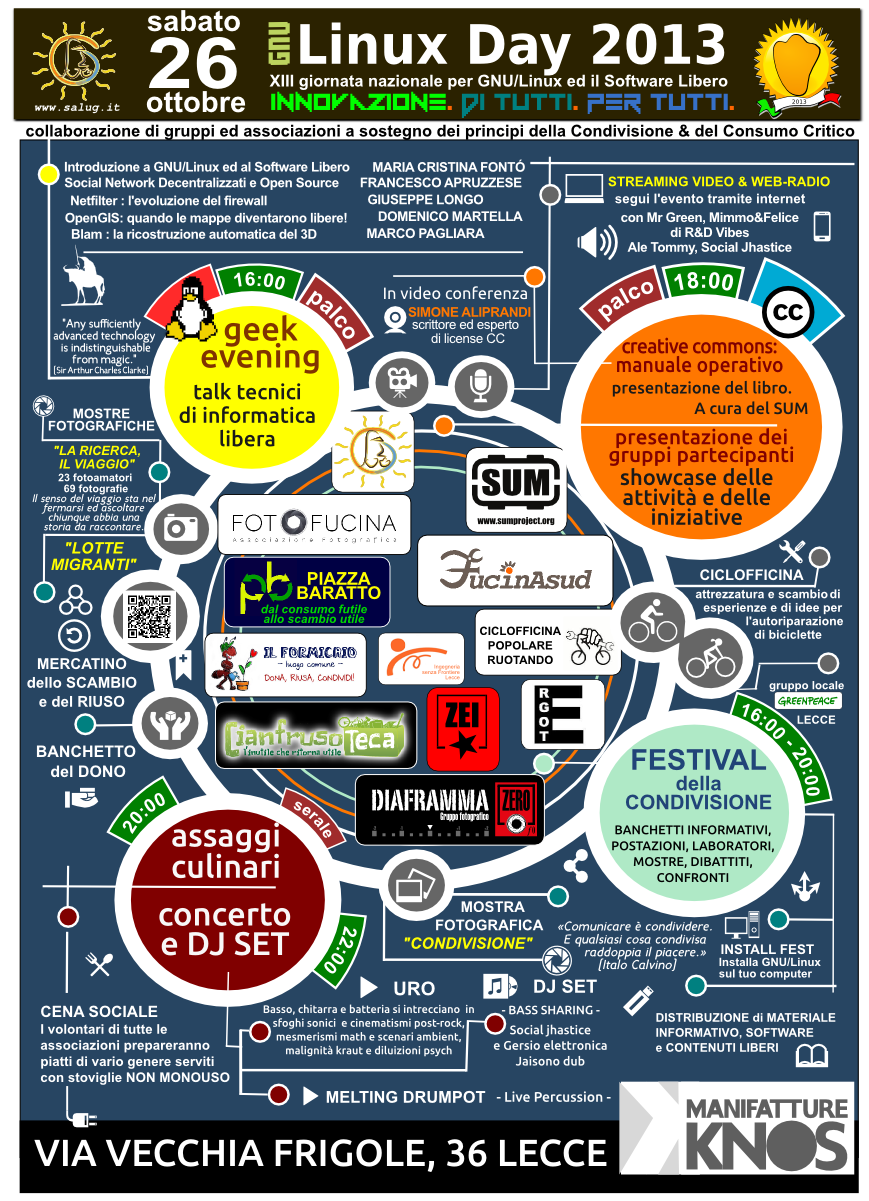 sabato
26
ottobre
www.salug.it
GNU
Linux Day 2013
XIII giornata nazionale per GNU/Linux ed il Software Libero
INNOVAZIONE. DI TUTTI. PER TUTTI.
2013
collaborazione di gruppi ed associazioni a sostegno dei principi della Condivisione & del Consumo Critico
Introduzione a GNU/Linux ed al Software Libero
Social Network Decentralizzati e Open Source
Netfilter : l'evoluzione del firewall
OpenGIS: quando le mappe diventarono libere!
Blam : la ricostruzione automatica del 3D
MARIA CRISTINA FONTÓ
FRANCESCO APRUZZESE
GIUSEPPE LONGO
DOMENICO MARTELLA
MARCO PAGLIARA
STREAMING VIDEO & WEB-RADIO
segui l'evento tramite internet
con Mr Green, Mimmo&Felice
di R&D Vibes
Ale Tommy, Social Jhastice
16:00
palco
geek
evening
talk tecnici
di informatica
libera
"Any sufficiently
advanced technology
is indistinguishable
from magic."
[Sir Arthur Charles Clarke]
In video conferenza
SIMONE ALIPRANDI
scrittore ed esperto
di license CC
palco
18:00
cc
creative commons:
manuale operativo
presentazione del libro.
A cura del SUM
presentazione dei
gruppi partecipanti
showcase delle
attività e delle
iniziative
MOSTRE
FOTOGRAFICHE
"LA RICERCA,
IL VIAGGIO"
23 fotoamatori
69 fotografie
Il senso del viaggio sta nel
fermarsi ed ascoltare
chiunque abbia una
storia da raccontare.
"LOTTE
MIGRANTI"
MERCATINO
dello SCAMBIO
e del RIUSO
BANCHETTO
del DONO
SUM
www.sumproject.org
FOTOFUCINA
Associazione Fotografica
FucinAsud
pb PIAZZA
BARATTO
dal consumo futile
allo scambio utile
CICLOFFICINA
POPOLARE
RUOTANDO
IL FORMICAIO
- luogo comune -
DONA, RIUSA, CONDIVIDI!
Ingegneria
senza Frontiere
Lecce
CianfrusoTeca
l'inutile che ritorna utile
ZEI
ERGOT
DIAFRAMMA
Gruppo fotografico
ZERO
CICLOFFICINA
attrezzatura e scambio di
esperienze e di idee per
l'autoriparazione
di biciclette
gruppo locale
GREENPEACE
LECCE
16:00 - 20:00
FESTIVAL
della
CONDIVISIONE
BANCHETTI INFORMATIVI,
POSTAZIONI, LABORATORI,
MOSTRE, DIBATTITI,
CONFRONTI
20:00
serale
assaggi
culinari
concerto
e DJ SET
22:00
MOSTRA
FOTOGRAFICA
"CONDIVISIONE"
«Comunicare è condividere.
E qualsiasi cosa condivisa
raddoppia il piacere.»
[Italo Calvino]
INSTALL FEST
Installa GNU/Linux
sul tuo computer
DISTRIBUZIONE di MATERIALE
INFORMATIVO, SOFTWARE
e CONTENUTI LIBERI
CENA SOCIALE
I volontari di tutte le
associazioni prepareranno
piatti di vario genere serviti
con stoviglie NON MONOUSO
URO
Basso, chitarra e batteria si intrecciano in
sfoghi sonici e cinematismi post-rock,
mesmerismi math e scenari ambient,
malignità kraut e diluizioni psych
DJ SET
- BASS SHARING -
Social jhastice
e Gersio elettronica
Jaisono dub
MELTING DRUMPOT - Live Percussion -
VIA VECCHIA FRIGOLE, 36 LECCE
MANIFATTURE
KNOS